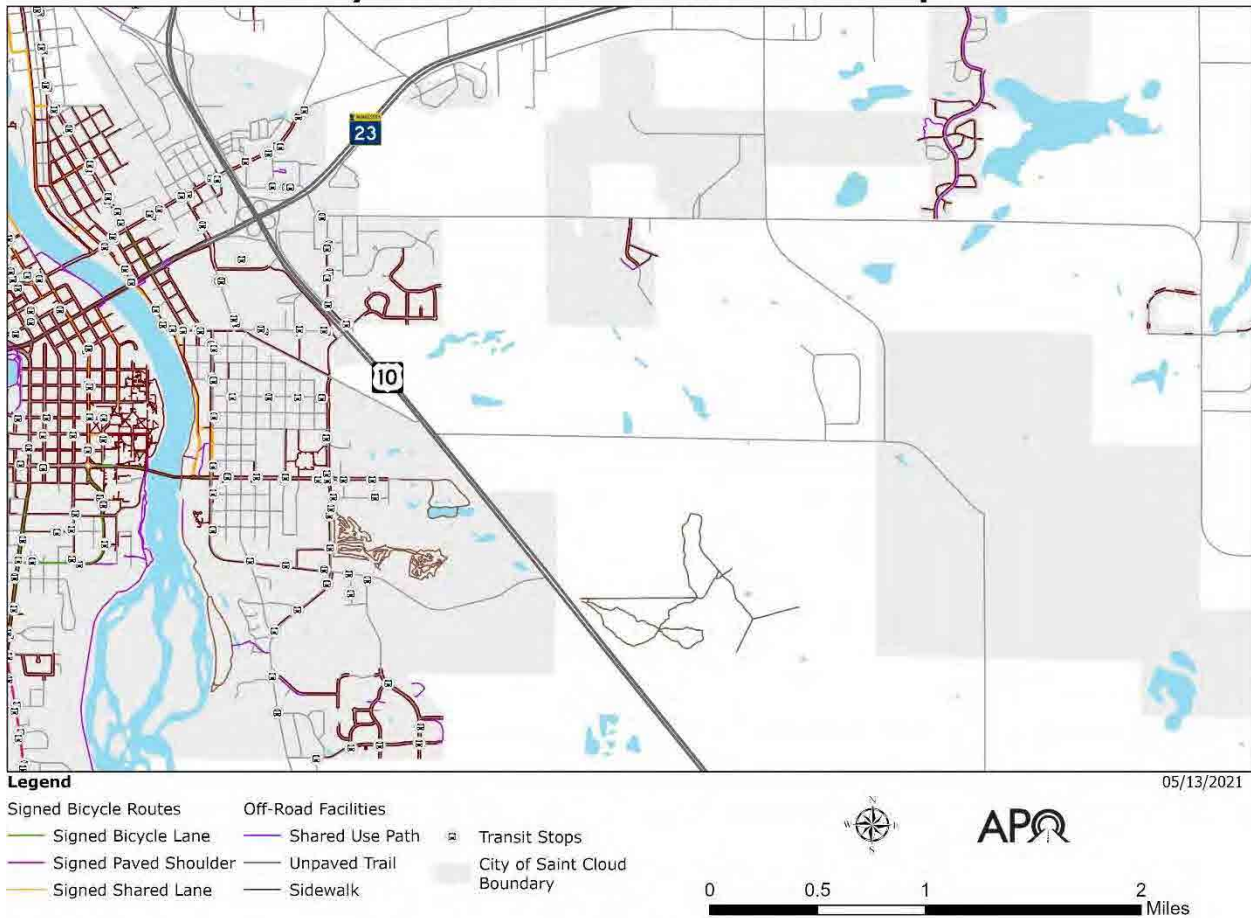 MINNESOTA
23
10
Legend
05/13/2021
Signed Bicycle Routes
Off-Road Facilities
Signed Bicycle Lane
Shared Use Path
Transit Stops
Signed Paved Shoulder
Unpaved Trail
City of Saint Cloud
Boundary
Signed Shared Lane
Sidewalk
N
W
E
S
APO
0
0.5
1
2
Miles